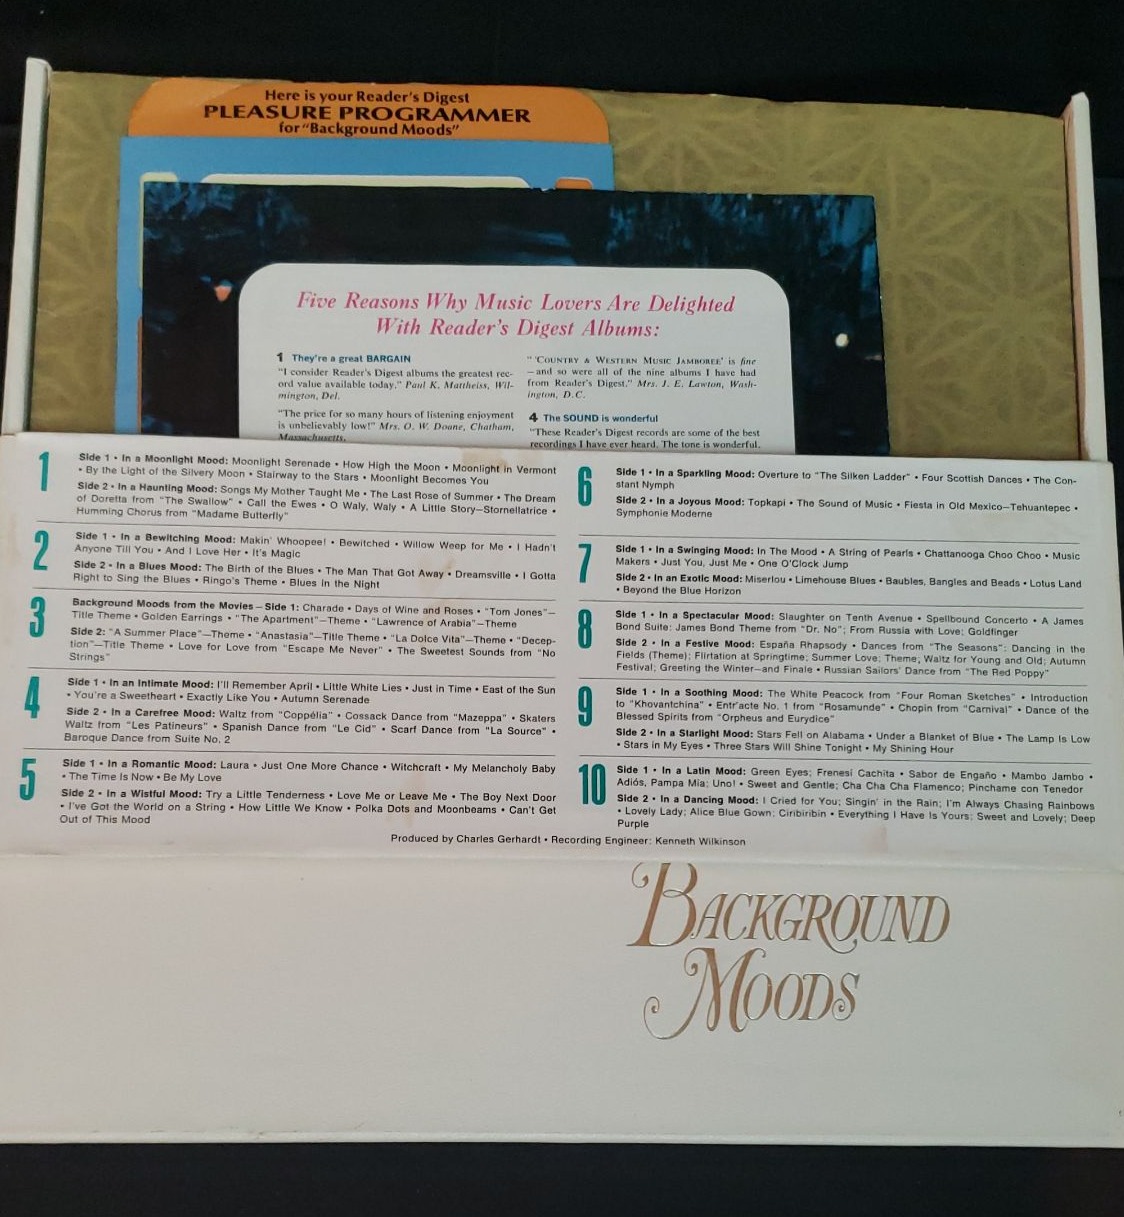 Here is your Reader's Digest
PLEASURE PROGRAMMER
for "Background Moods"
Five Reasons Why Music Lovers Are Delighted
With Reader's Digest Albums:
1 They're a great BARGAIN
"I consider Reader's Digest albums the greatest rec-
ord value available today." Paul K. Mattheiss, Wil-
mington, Del.
"The price for so many hours of listening enjoyment
is unbelievably low!" Mrs. O. W. Doane, Chatham,
Massachusetts.
"'COUNTRY & WESTERN MUSIC JAMBOREE' is fine
—and so were all of the nine albums I have had
from Reader's Digest." Mrs. J. E. Lawton, Wash-
ington, D.C.
4 The SOUND is wonderful
"These Reader's Digest records are some of the best
recordings I have ever heard. The tone is wonderful.
1
Side 1 • In a Moonlight Mood: Moonlight Serenade • How High the Moon • Moonlight in Vermont
• By the Light of the Silvery Moon • Stairway to the Stars • Moonlight Becomes You
Side 2 • In a Haunting Mood: Songs My Mother Taught Me • The Last Rose of Summer • The Dream
of Doretta from "The Swallow" • Call the Ewes • O Waly, Waly • A Little Story—Stornellatrice •
Humming Chorus from "Madame Butterfly"
2
Side 1 • In a Bewitching Mood: Makin' Whoopee! • Bewitched • Willow Weep for Me • I Hadn't
Anyone Till You • And I Love Her • It's Magic
Side 2 • In a Blues Mood: The Birth of the Blues • The Man That Got Away • Dreamsville • I Gotta
Right to Sing the Blues • Ringo's Theme • Blues in the Night
3
Background Moods from the Movies — Side 1: Charade • Days of Wine and Roses • "Tom Jones"—
Title Theme • Golden Earrings • "The Apartment"—Theme • "Lawrence of Arabia"—Theme
Side 2: "A Summer Place"—Theme • "Anastasia"—Title Theme • "La Dolce Vita"—Theme • "Decep-
tion"—Title Theme • Love for Love from "Escape Me Never" • The Sweetest Sounds from "No
Strings"
4
Side 1 • In an Intimate Mood: I'll Remember April • Little White Lies • Just in Time • East of the Sun
• You're a Sweetheart • Exactly Like You • Autumn Serenade
Side 2 • In a Carefree Mood: Waltz from "Coppélia" • Cossack Dance from "Mazeppa" • Skaters
Waltz from "Les Patineurs" • Spanish Dance from "Le Cid" • Scarf Dance from "La Source" •
Baroque Dance from Suite No. 2
5
Side 1 • In a Romantic Mood: Laura • Just One More Chance • Witchcraft • My Melancholy Baby
• The Time Is Now • Be My Love
Side 2 • In a Wistful Mood: Try a Little Tenderness • Love Me or Leave Me • The Boy Next Door
• I've Got the World on a String • How Little We Know • Polka Dots and Moonbeams • Can't Get
Out of This Mood
6
Side 1 • In a Sparkling Mood: Overture to "The Silken Ladder" • Four Scottish Dances • The Con-
stant Nymph
Side 2 • In a Joyous Mood: Topkapi • The Sound of Music • Fiesta in Old Mexico—Tehuantepec •
Symphonie Moderne
7
Side 1 • In a Swinging Mood: In The Mood • A String of Pearls • Chattanooga Choo Choo • Music
Makers • Just You, Just Me • One O'Clock Jump
Side 2 • In an Exotic Mood: Miserlou • Limehouse Blues • Baubles, Bangles and Beads • Lotus Land
• Beyond the Blue Horizon
8
Side 1 • In a Spectacular Mood: Slaughter on Tenth Avenue • Spellbound Concerto • A James
Bond Suite: James Bond Theme from "Dr. No"; From Russia with Love; Goldfinger
Side 2 • In a Festive Mood: España Rhapsody • Dances from "The Seasons": Dancing in the
Fields (Theme); Flirtation at Springtime; Summer Love; Theme; Waltz for Young and Old; Autumn
Festival; Greeting the Winter—and Finale • Russian Sailors' Dance from "The Red Poppy"
9
Side 1 • In a Soothing Mood: The White Peacock from "Four Roman Sketches" • Introduction
to "Khovantchina" • Entr'acte No. 1 from "Rosamunde" • Chopin from "Carnival" • Dance of the
Blessed Spirits from "Orpheus and Eurydice"
Side 2 • In a Starlight Mood: Stars Fell on Alabama • Under a Blanket of Blue • The Lamp Is Low
• Stars in My Eyes • Three Stars Will Shine Tonight • My Shining Hour
10
Side 1 • In a Latin Mood: Green Eyes; Frenesi Cachita • Sabor de Engaño • Mambo Jambo •
Adiós, Pampa Mia; Uno! • Sweet and Gentle; Cha Cha Cha Flamenco; Pinchame con Tenedor
Side 2 • In a Dancing Mood: I Cried for You; Singin' in the Rain; I'm Always Chasing Rainbows
• Lovely Lady; Alice Blue Gown; Ciribiribin • Everything I Have Is Yours; Sweet and Lovely; Deep
Purple
Produced by Charles Gerhardt • Recording Engineer: Kenneth Wilkinson
BACKGROUND
MOODS